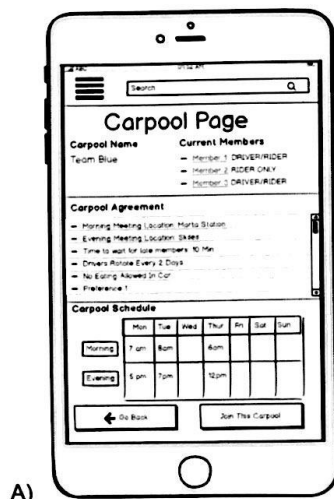 Search
Carpool Page
Carpool Name
Team Blue
Current Members
– Member 1 DRIVER/RIDER
– Member 2 RIDER ONLY
– Member 3 DRIVER/RIDER
Carpool Agreement
– Morning Meeting Location: Marta Station
– Evening Meeting Location: Skiles
– Time to wait for late members: 10 Min
– Drivers Rotate Every 2 Days
– No Eating Allowed In Car
– Preference 1
Carpool Schedule
Mon Tue Wed Thur Fri Sat Sun
Morning 7 am 8am 6am
Evening 5 pm 7pm 12pm
Go Back
Join This Carpool
A)